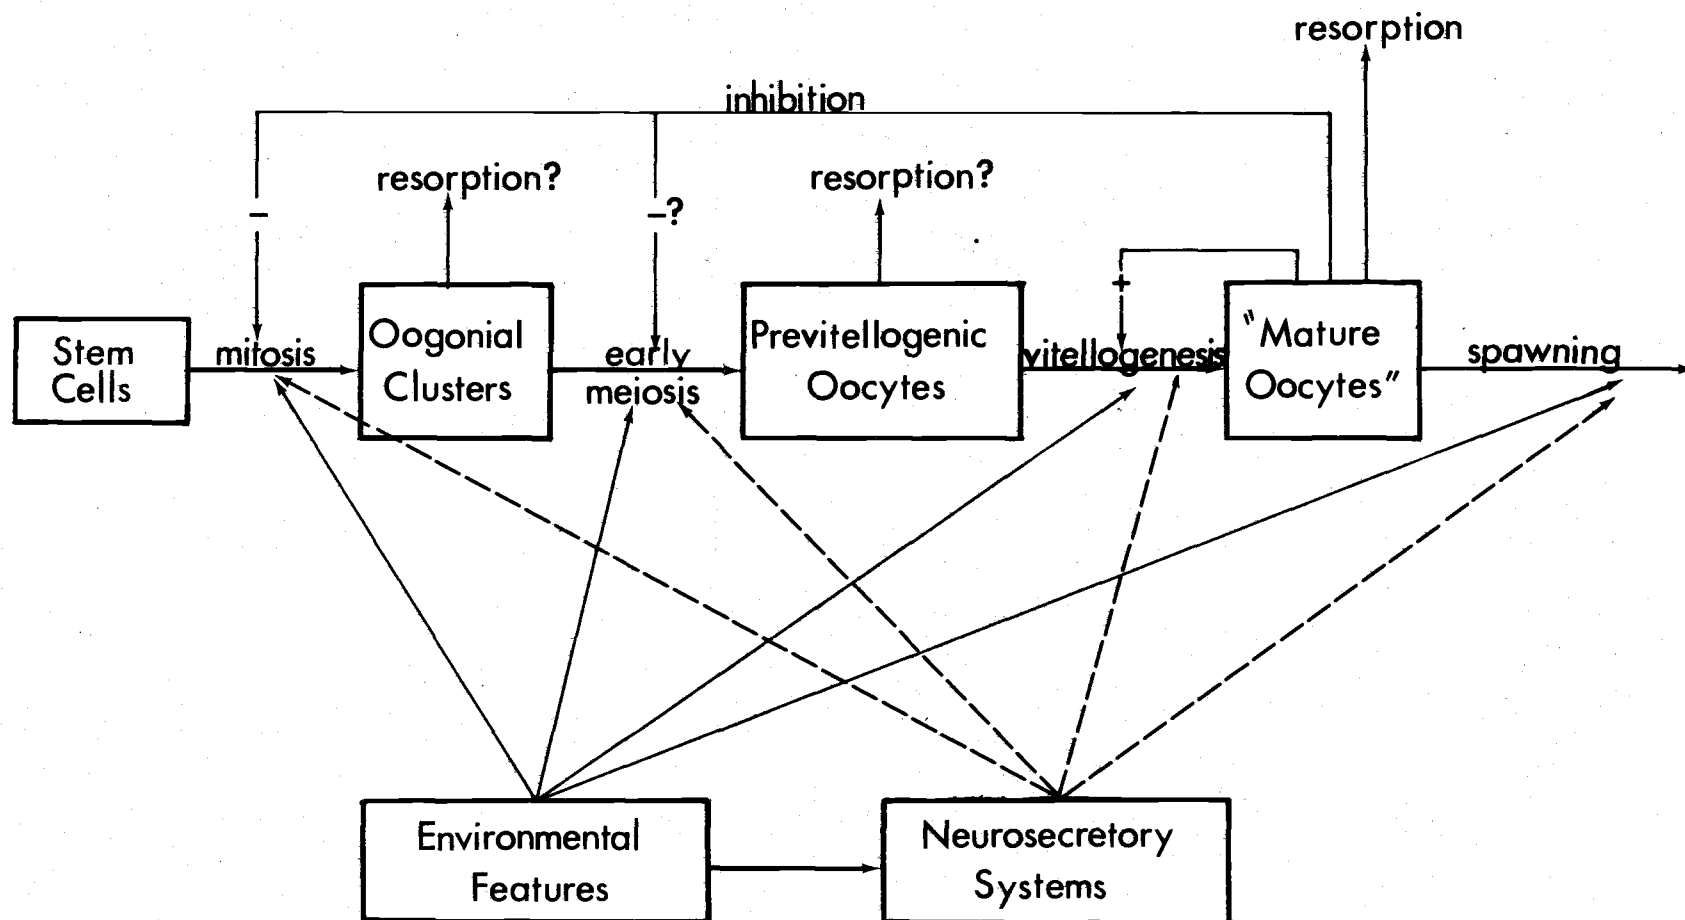 resorption
inhibition
resorption?
resorption?
–
–?
+
Stem
Cells
mitosis
Oogonial
Clusters
early
meiosis
Previtellogenic
Oocytes
vitellogenesis
"Mature
Oocytes"
spawning
Environmental
Features
Neurosecretory
Systems